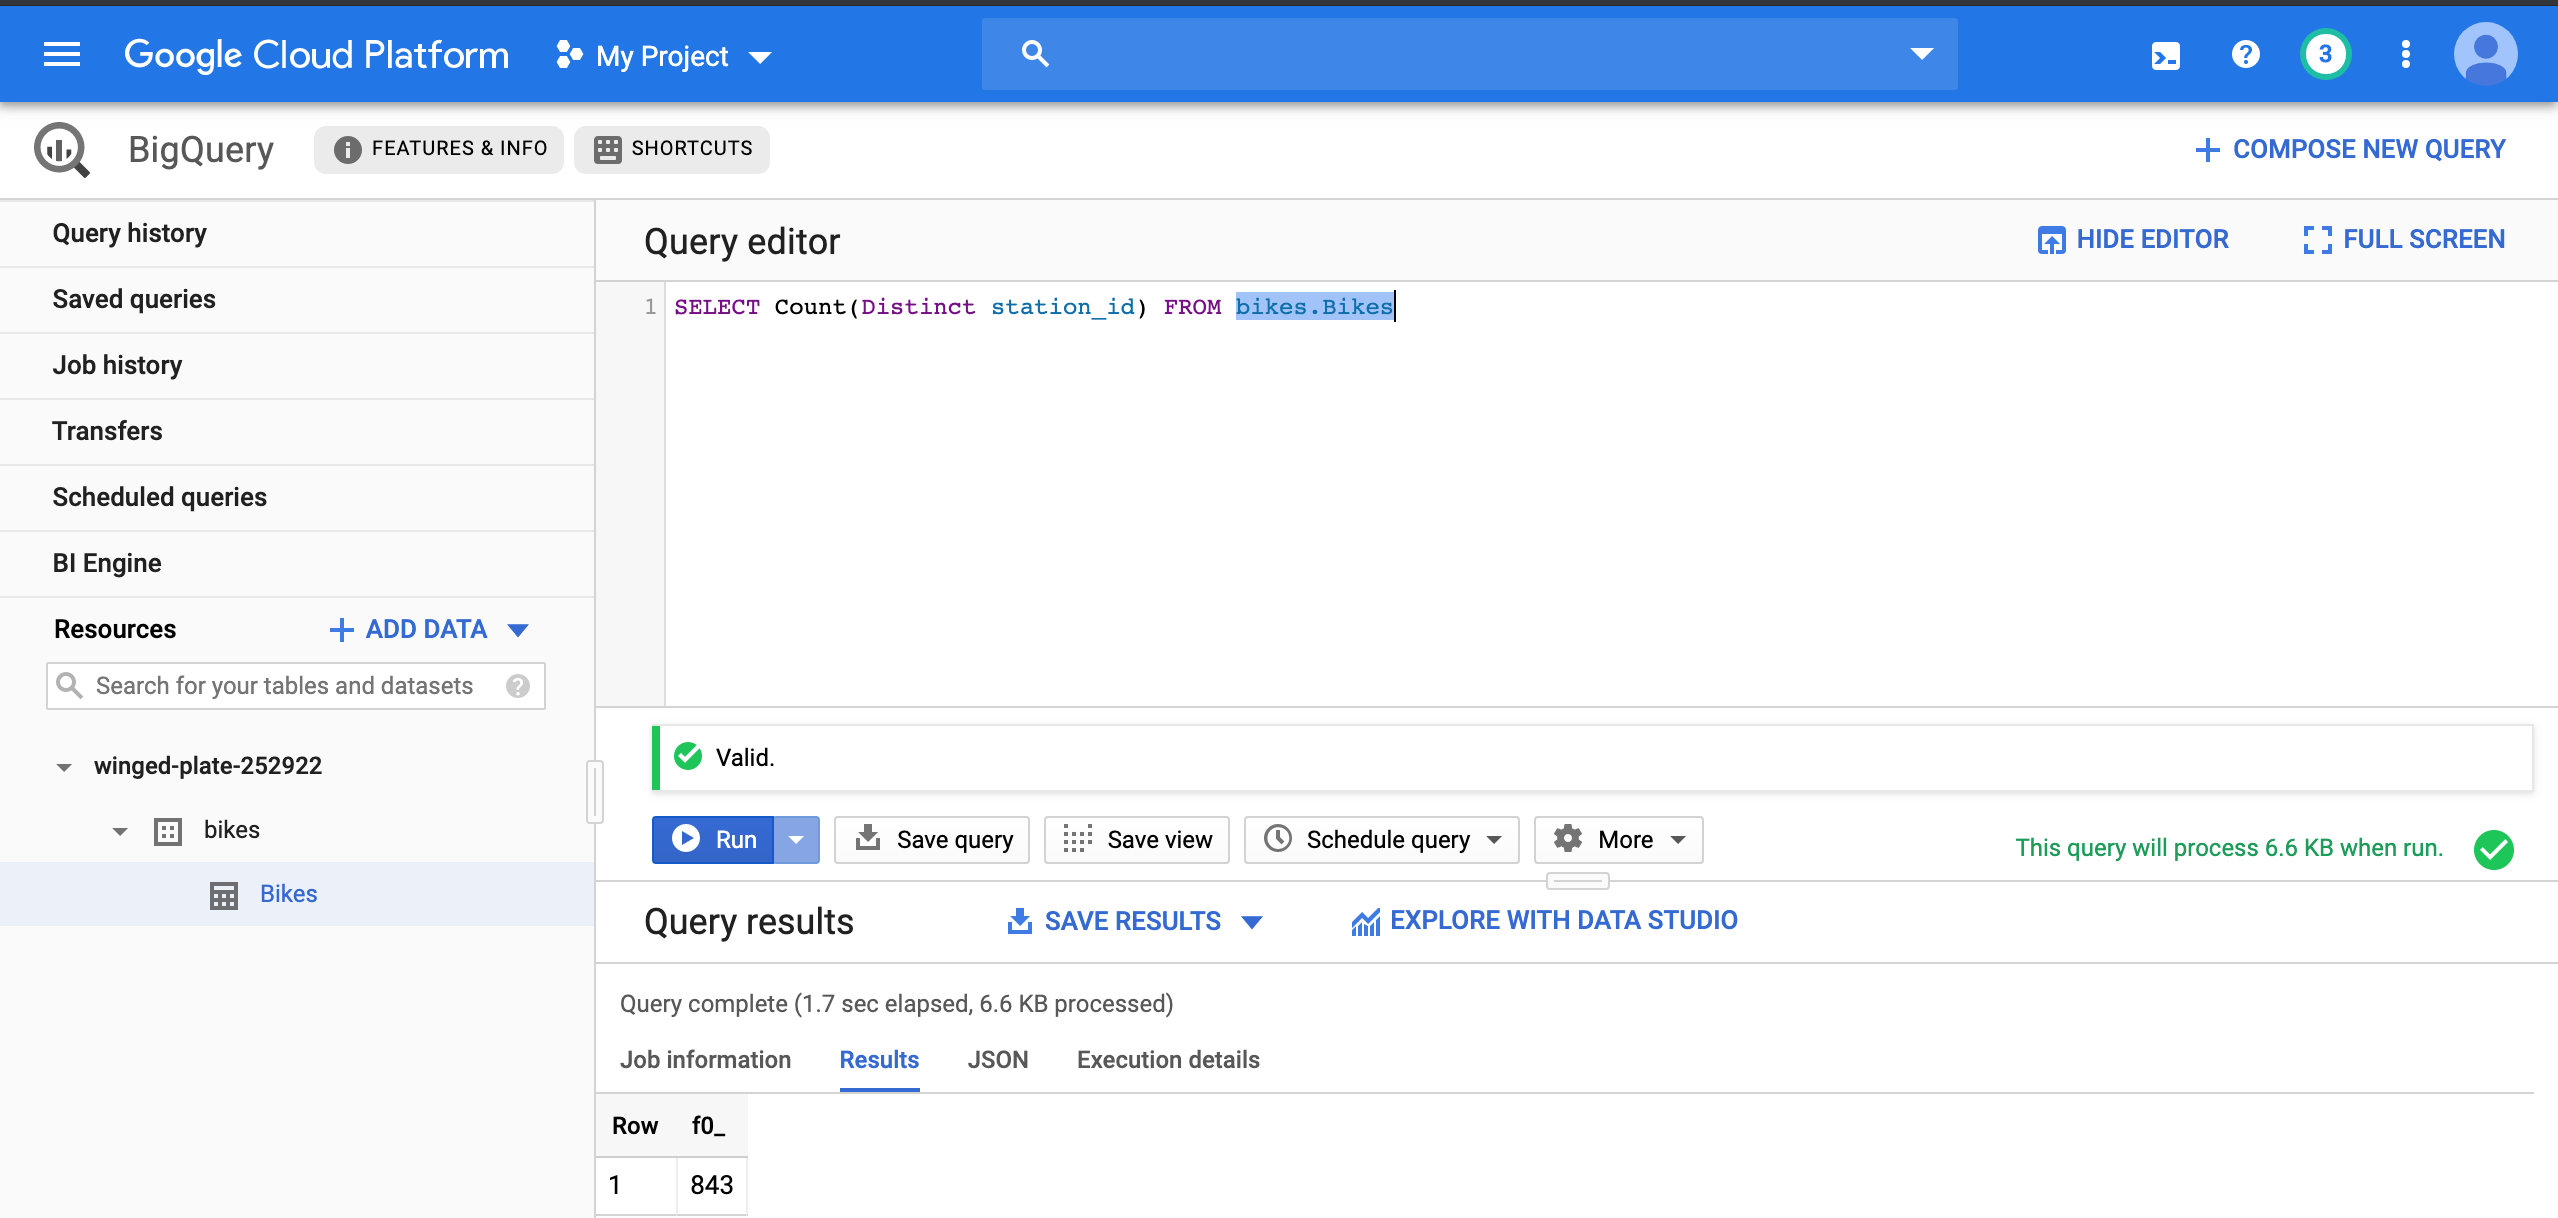 Google Cloud Platform My Project 3
BigQuery FEATURES & INFO SHORTCUTS + COMPOSE NEW QUERY
Query history
Saved queries
Job history
Transfers
Scheduled queries
BI Engine
Resources + ADD DATA
Search for your tables and datasets
winged-plate-252922
bikes
Bikes
Query editor HIDE EDITOR FULL SCREEN
1 SELECT Count(Distinct station_id) FROM bikes.Bikes
Valid.
Run Save query Save view Schedule query More This query will process 6.6 KB when run.
Query results SAVE RESULTS EXPLORE WITH DATA STUDIO
Query complete (1.7 sec elapsed, 6.6 KB processed)
Job information Results JSON Execution details
Row f0_
1 843